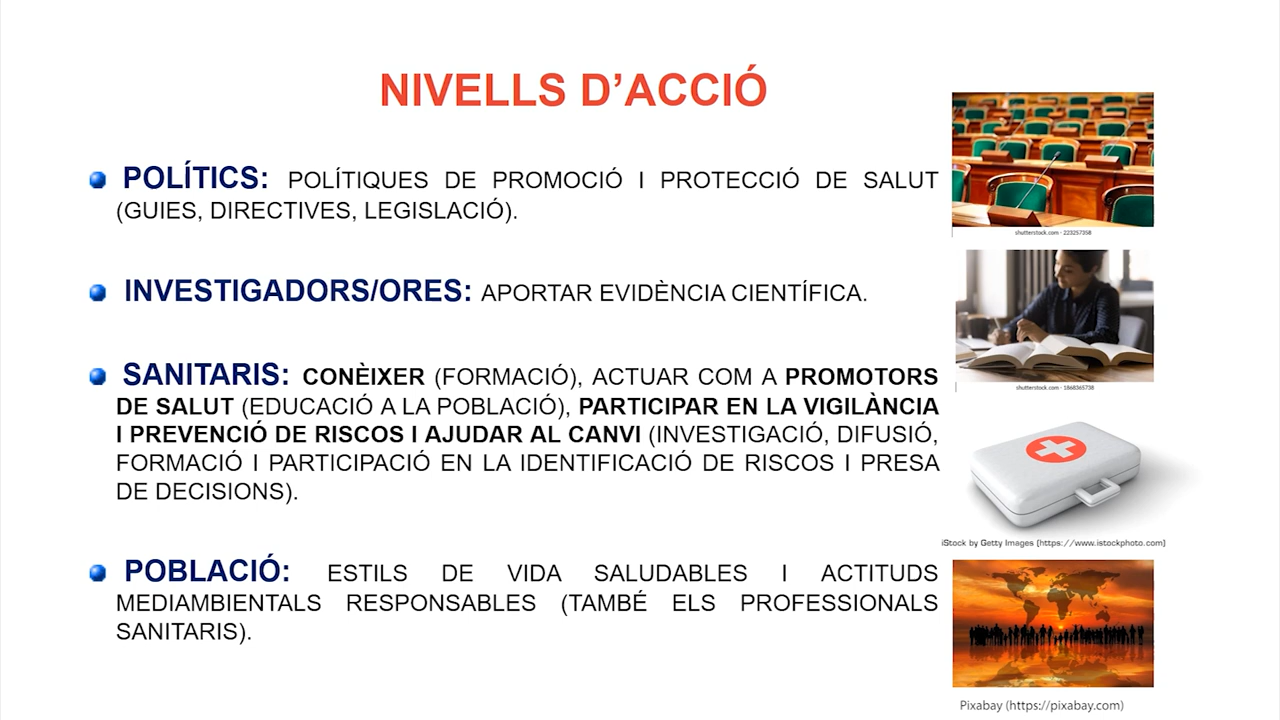 NIVELLS D’ACCIÓ
POLÍTICS: POLÍTIQUES DE PROMOCIÓ I PROTECCIÓ DE SALUT
(GUIES, DIRECTIVES, LEGISLACIÓ).
shutterstock.com · 223257358
INVESTIGADORS/ORES: APORTAR EVIDÈNCIA CIENTÍFICA.
shutterstock.com · 1868365738
SANITARIS: CONÈIXER (FORMACIÓ), ACTUAR COM A PROMOTORS
DE SALUT (EDUCACIÓ A LA POBLACIÓ), PARTICIPAR EN LA VIGILÀNCIA
I PREVENCIÓ DE RISCOS I AJUDAR AL CANVI (INVESTIGACIÓ, DIFUSIÓ,
FORMACIÓ I PARTICIPACIÓ EN LA IDENTIFICACIÓ DE RISCOS I PRESA
DE DECISIONS).
iStock by Getty Images [https://www.istockphoto.com]
POBLACIÓ: ESTILS DE VIDA SALUDABLES I ACTITUDS
MEDIAMBIENTALS RESPONSABLES (TAMBÉ ELS PROFESSIONALS
SANITARIS).
Pixabay (https://pixabay.com)